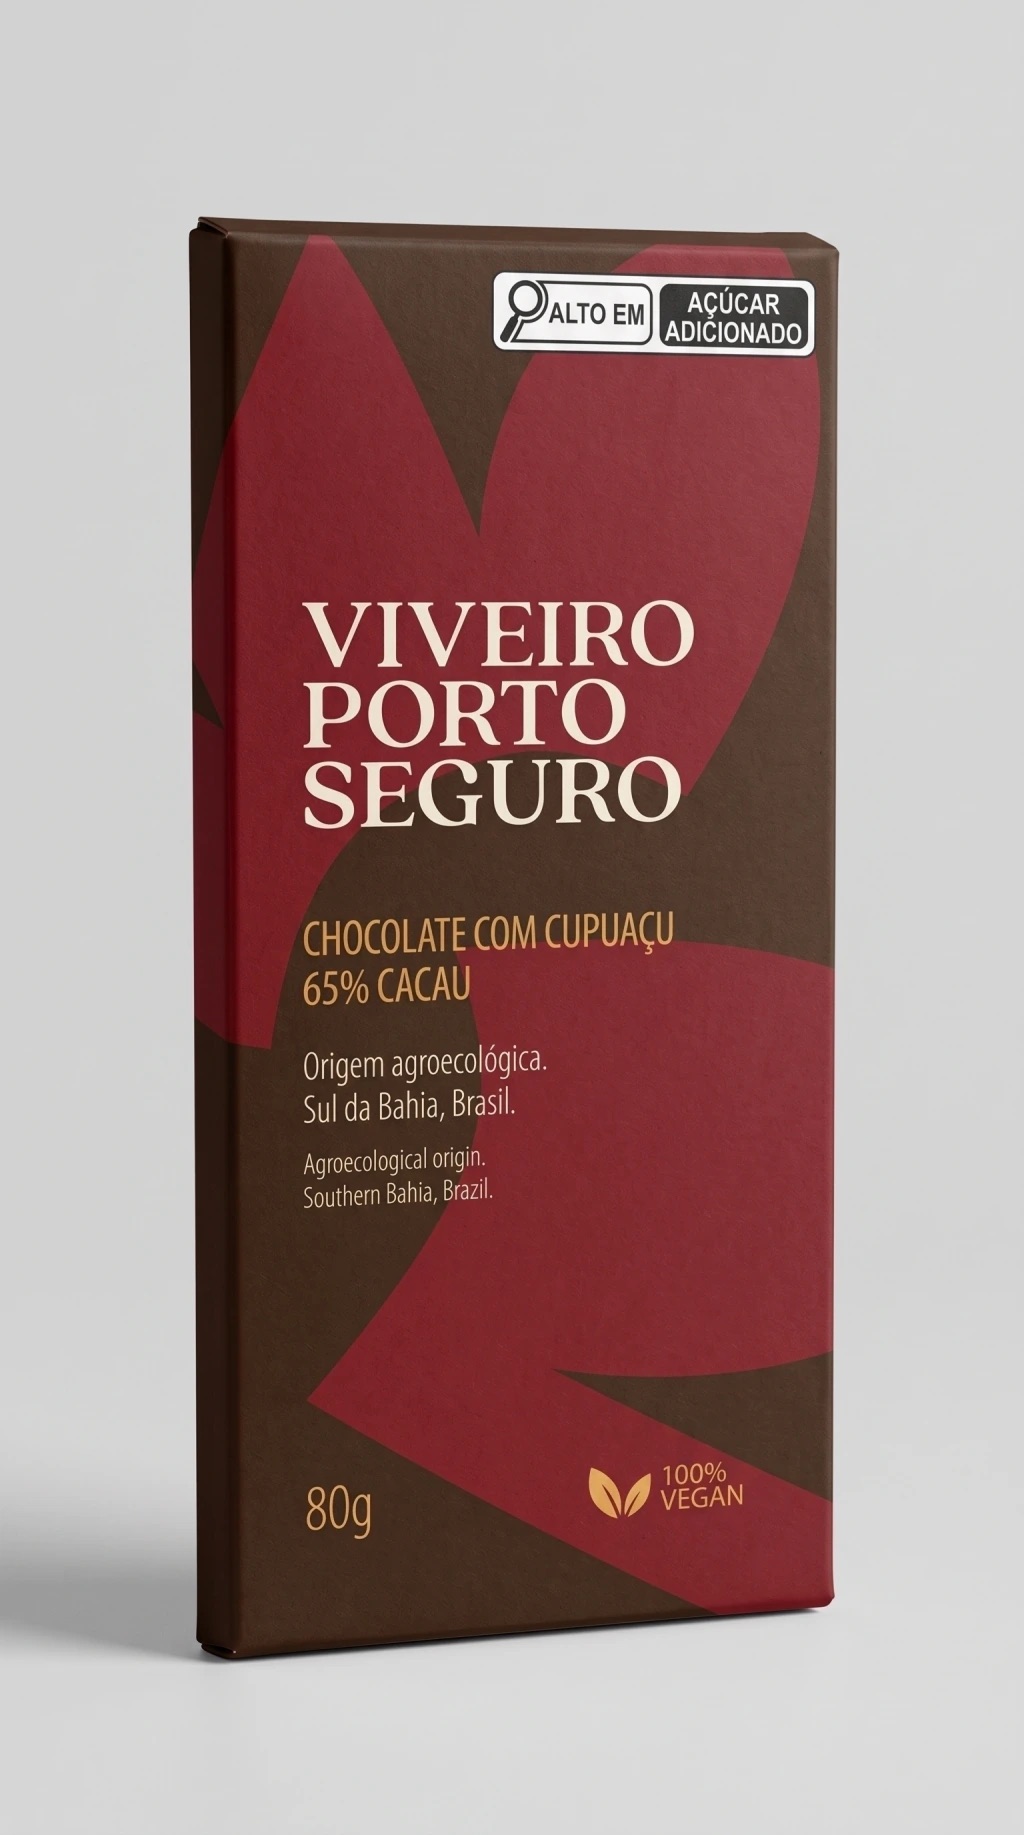 ALTO EM
AÇÚCAR
ADICIONADO
VIVEIRO
PORTO
SEGURO
CHOCOLATE COM CUPUAÇU
65% CACAU
Origem agroecológica.
Sul da Bahia, Brasil.
Agroecological origin.
Southern Bahia, Brazil.
80g
100%
VEGAN